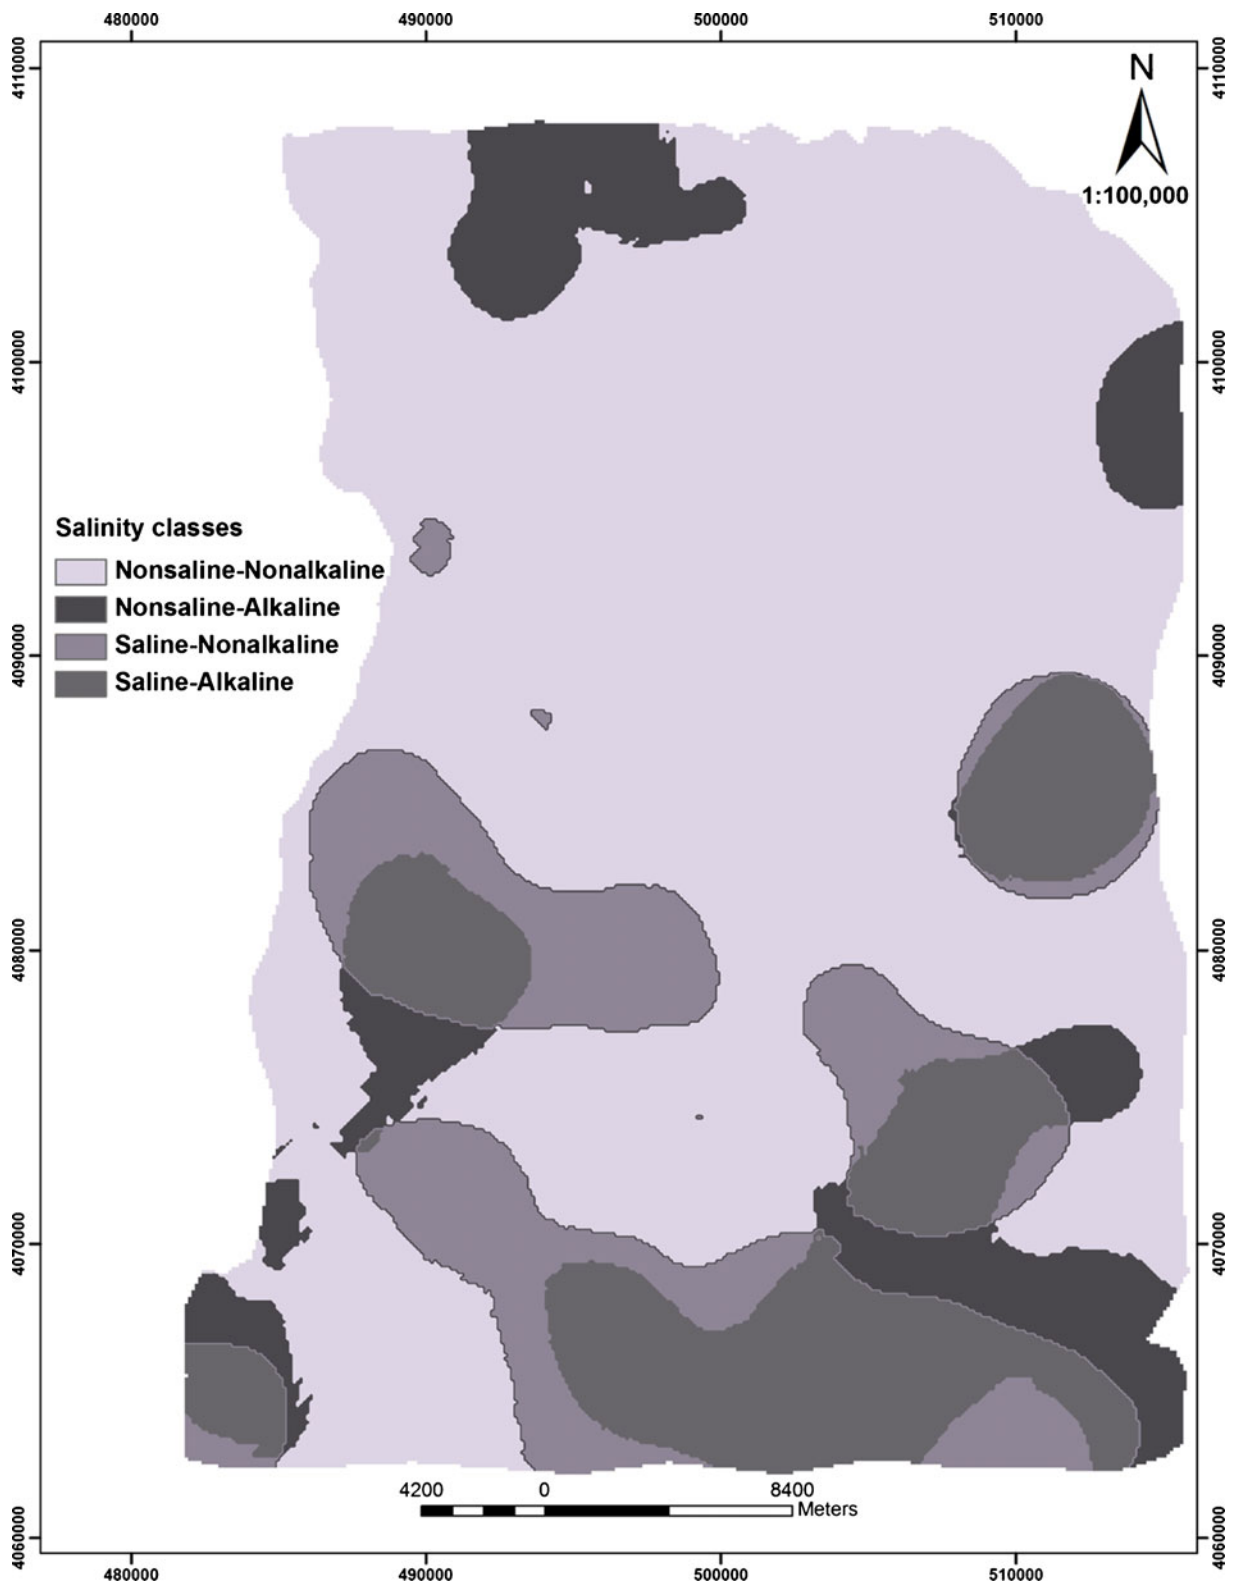 480000 490000 500000 510000
4110000 4110000
N
1:100,000
4100000 4100000
Salinity classes
Nonsaline-Nonalkaline
Nonsaline-Alkaline
Saline-Nonalkaline
Saline-Alkaline
4090000 4090000
4080000 4080000
4070000 4070000
4200 0 8400
Meters
4060000 4060000
480000 490000 500000 510000